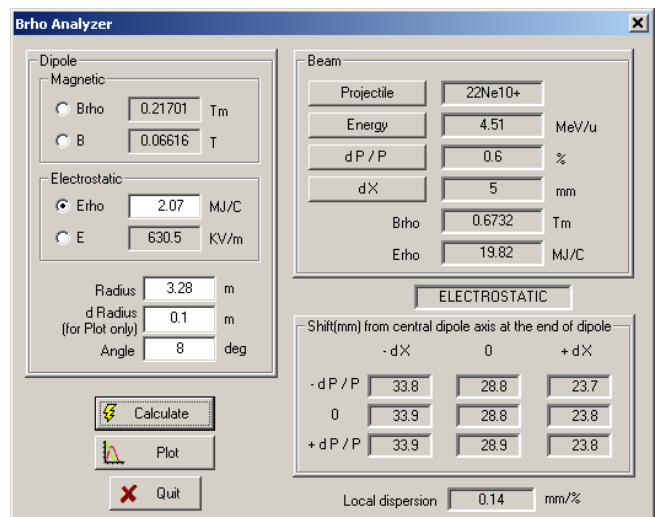 Brho Analyzer
Dipole
Magnetic
Brho 0.21701 Tm
B 0.06616 T
Electrostatic
Erho 2.07 MJ/C
E 630.5 KV/m
Radius 3.28 m
d Radius
(for Plot only) 0.1 m
Angle 8 deg
Calculate
Plot
Quit
Beam
Projectile 22Ne10+
Energy 4.51 MeV/u
d P / P 0.6 %
d X 5 mm
Brho 0.6732 Tm
Erho 19.82 MJ/C
ELECTROSTATIC
Shift(mm) from central dipole axis at the end of dipole
- d X 0 + d X
- d P / P 33.8 28.8 23.7
0 33.9 28.8 23.8
+ d P / P 33.9 28.9 23.8
Local dispersion 0.14 mm/%